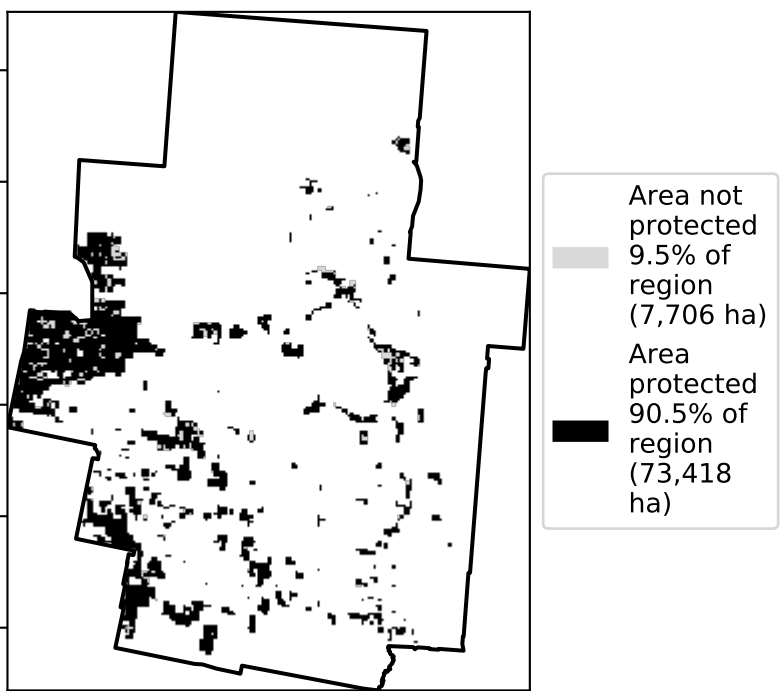 Area not
protected
9.5% of
region
(7,706 ha)
Area
protected
90.5% of
region
(73,418
ha)